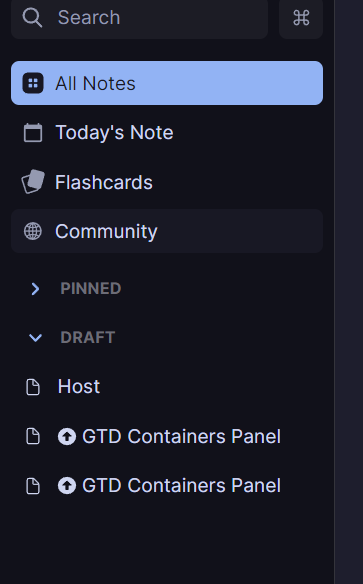 Search ⌘
All Notes
Today's Note
Flashcards
Community
PINNED
DRAFT
Host
GTD Containers Panel
GTD Containers Panel